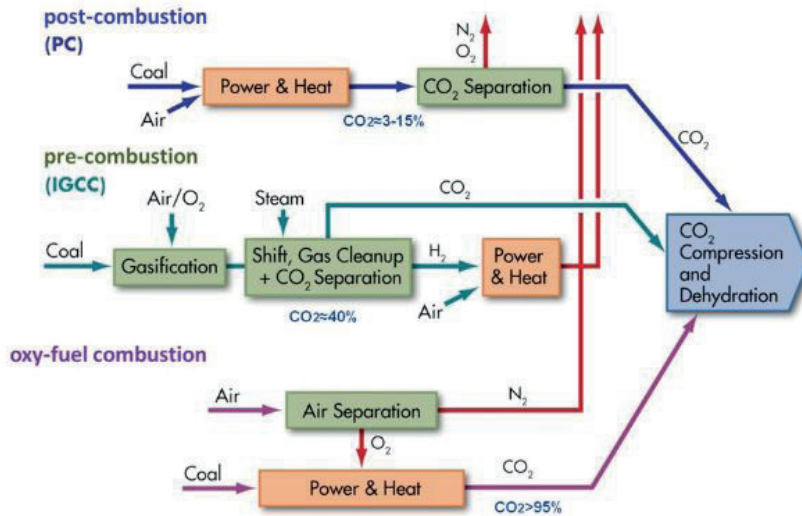 post-combustion
(PC)
Coal
Air
Power & Heat
CO₂≈3-15%
CO₂ Separation
N₂
O₂
CO₂
pre-combustion
(IGCC)
Air/O₂
Steam
CO₂
Coal
Gasification
Shift, Gas Cleanup
+ CO₂ Separation
CO₂≈40%
H₂
Air
Power
& Heat
CO₂
Compression
and
Dehydration
oxy-fuel combustion
Air
Air Separation
N₂
O₂
Coal
Power & Heat
CO₂
CO₂>95%